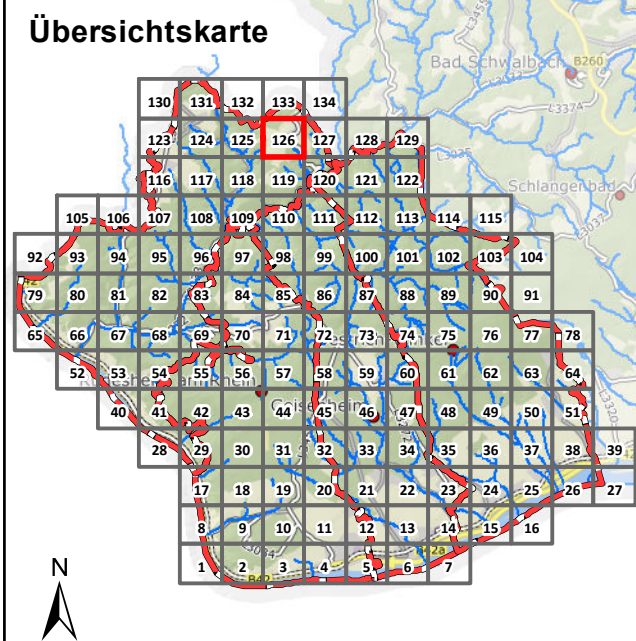 Übersichtskarte
L3455
Bad Schwalbach
B260
L3374
130 131 132 133 134
123 124 125 126 127 128 129
L3035
116 117 118 119 120 121 122
Schlangenbad
L3037
105 106 107 108 109 110 111 112 113 114 115
92 93 94 95 96 97 98 99 100 101 102 103 104
79 80 81 82 83 84 85 86 87 88 89 90 91
65 66 67 68 69 70 71 72 73 74 75 76 77 78
52 53 54 55 56 57 58 59 60 61 62 63 64
L3320
40 41 42 43 44 45 46 47 48 49 50 51
28 29 30 31 32 33 34 35 36 37 38 39
17 18 19 20 21 22 23 24 25 26 27
8 9 10 11 12 13 14 15 16
L3034
B42a
1 2 3 4 5 6 7
B42
N